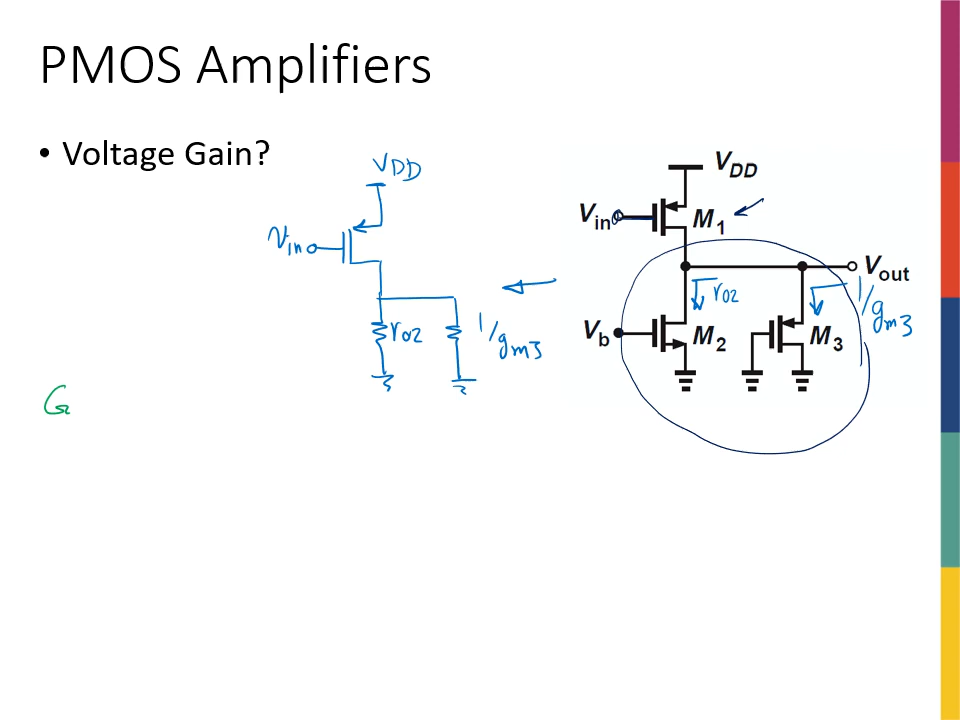 PMOS Amplifiers
• Voltage Gain?
VDD
Vin
ro2
1/gm3
G
VDD
Vin
M1
Vout
ro2
1/gm3
Vb
M2
M3